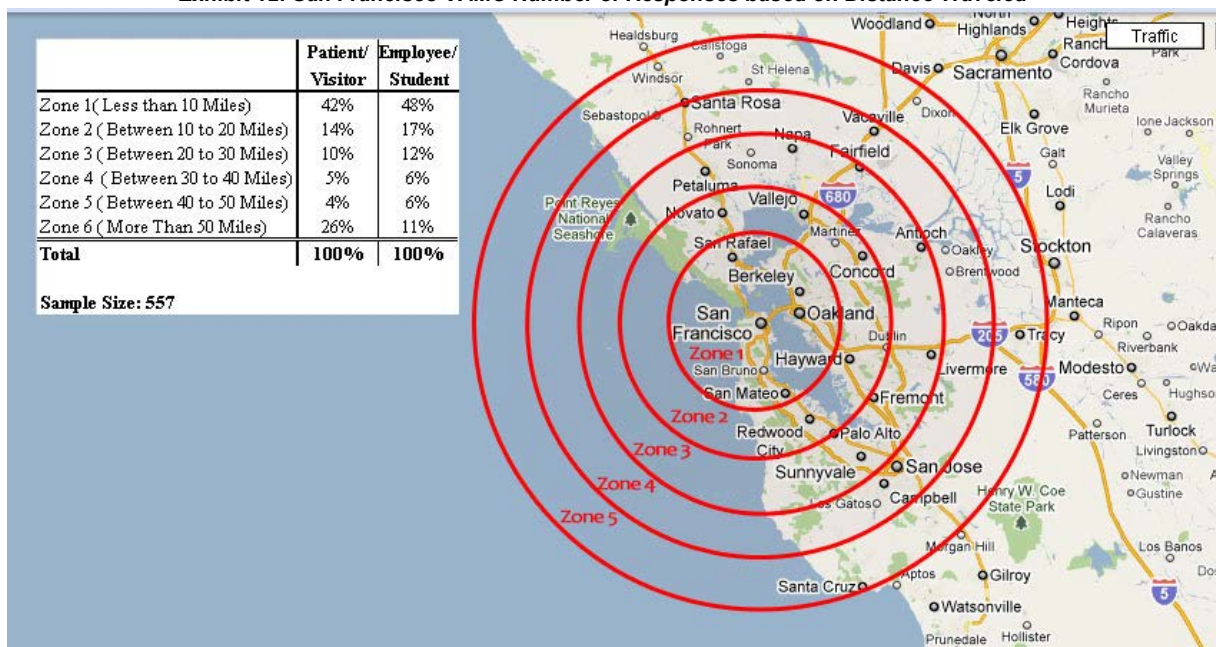 Patient/ Employee/
Visitor Student
Zone 1( Less than 10 Miles) 42% 48%
Zone 2 ( Between 10 to 20 Miles) 14% 17%
Zone 3 ( Between 20 to 30 Miles) 10% 12%
Zone 4 ( Between 30 to 40 Miles) 5% 6%
Zone 5 ( Between 40 to 50 Miles) 4% 6%
Zone 6 ( More Than 50 Miles) 26% 11%
Total 100% 100%
Sample Size: 557
Traffic
Woodland
Highlands
Heights
Healdsburg
Calistoga
Rancho
Cordova
Park
Windsor
St Helena
Davis
Sacramento
Santa Rosa
Rancho
Murieta
Sebastopol
Vacaville
Dixon
Elk Grove
Ione Jackson
Rohnert
Park
Napa
Sonoma
Fairfield
Galt
Valley
Springs
5
Petaluma
Lodi
Vallejo
680
Point Reyes
National
Seashore
Novato
Rancho
Calaveras
Martinez
Antioch
San Rafael
Oakley
Stockton
Berkeley
Concord
Brentwood
Manteca
San
Francisco
Oakland
Ripon
Oakda
Zone 1
Hayward
Dublin
205
Tracy
Riverbank
San Bruno
Livermore
580
Modesto
Ceres
Hughson
San Mateo
Fremont
Zone 2
Redwood
City
Palo Alto
Patterson
Turlock
Zone 3
Livingston
Sunnyvale
San Jose
Newman
Zone 4
Los Gatos
Campbell
Henry W. Coe
State Park
Gustine
Zone 5
Morgan Hill
Los Banos
Santa Cruz
Aptos
Gilroy
5
Watsonville
Prunedale
Hollister